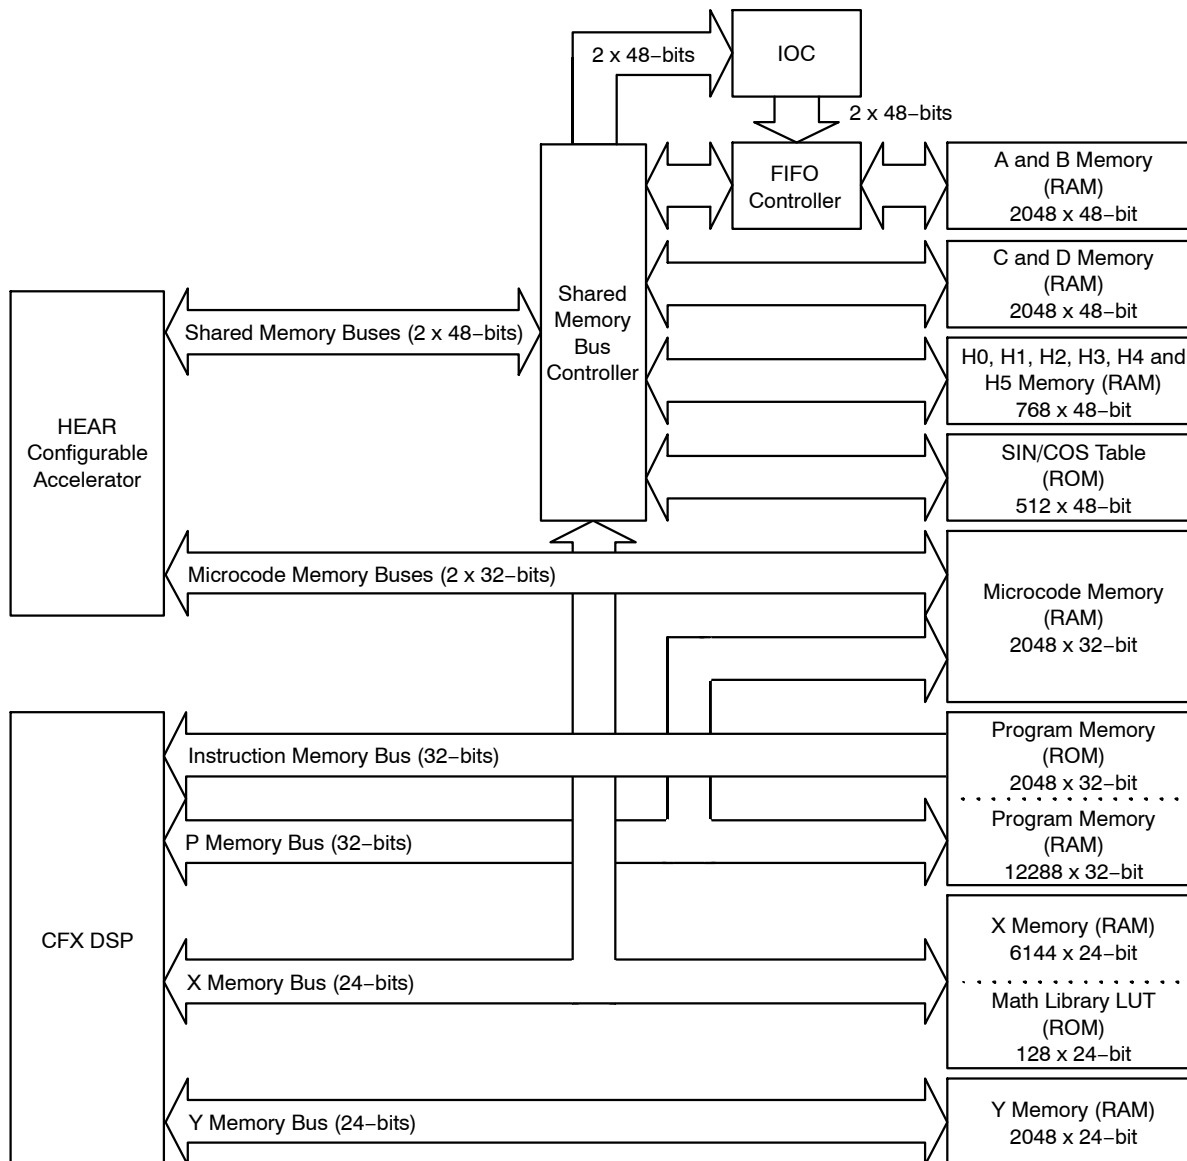 2 x 48−bits
IOC
2 x 48−bits
FIFO
Controller
A and B Memory
(RAM)
2048 x 48−bit
C and D Memory
(RAM)
2048 x 48−bit
Shared
Memory
Bus
Controller
Shared Memory Buses (2 x 48−bits)
H0, H1, H2, H3, H4 and
H5 Memory (RAM)
768 x 48−bit
HEAR
Configurable
Accelerator
SIN/COS Table
(ROM)
512 x 48−bit
Microcode Memory Buses (2 x 32−bits)
Microcode Memory
(RAM)
2048 x 32−bit
Instruction Memory Bus (32−bits)
Program Memory
(ROM)
2048 x 32−bit
P Memory Bus (32−bits)
Program Memory
(RAM)
12288 x 32−bit
CFX DSP
X Memory Bus (24−bits)
X Memory (RAM)
6144 x 24−bit
Math Library LUT
(ROM)
128 x 24−bit
Y Memory Bus (24−bits)
Y Memory (RAM)
2048 x 24−bit